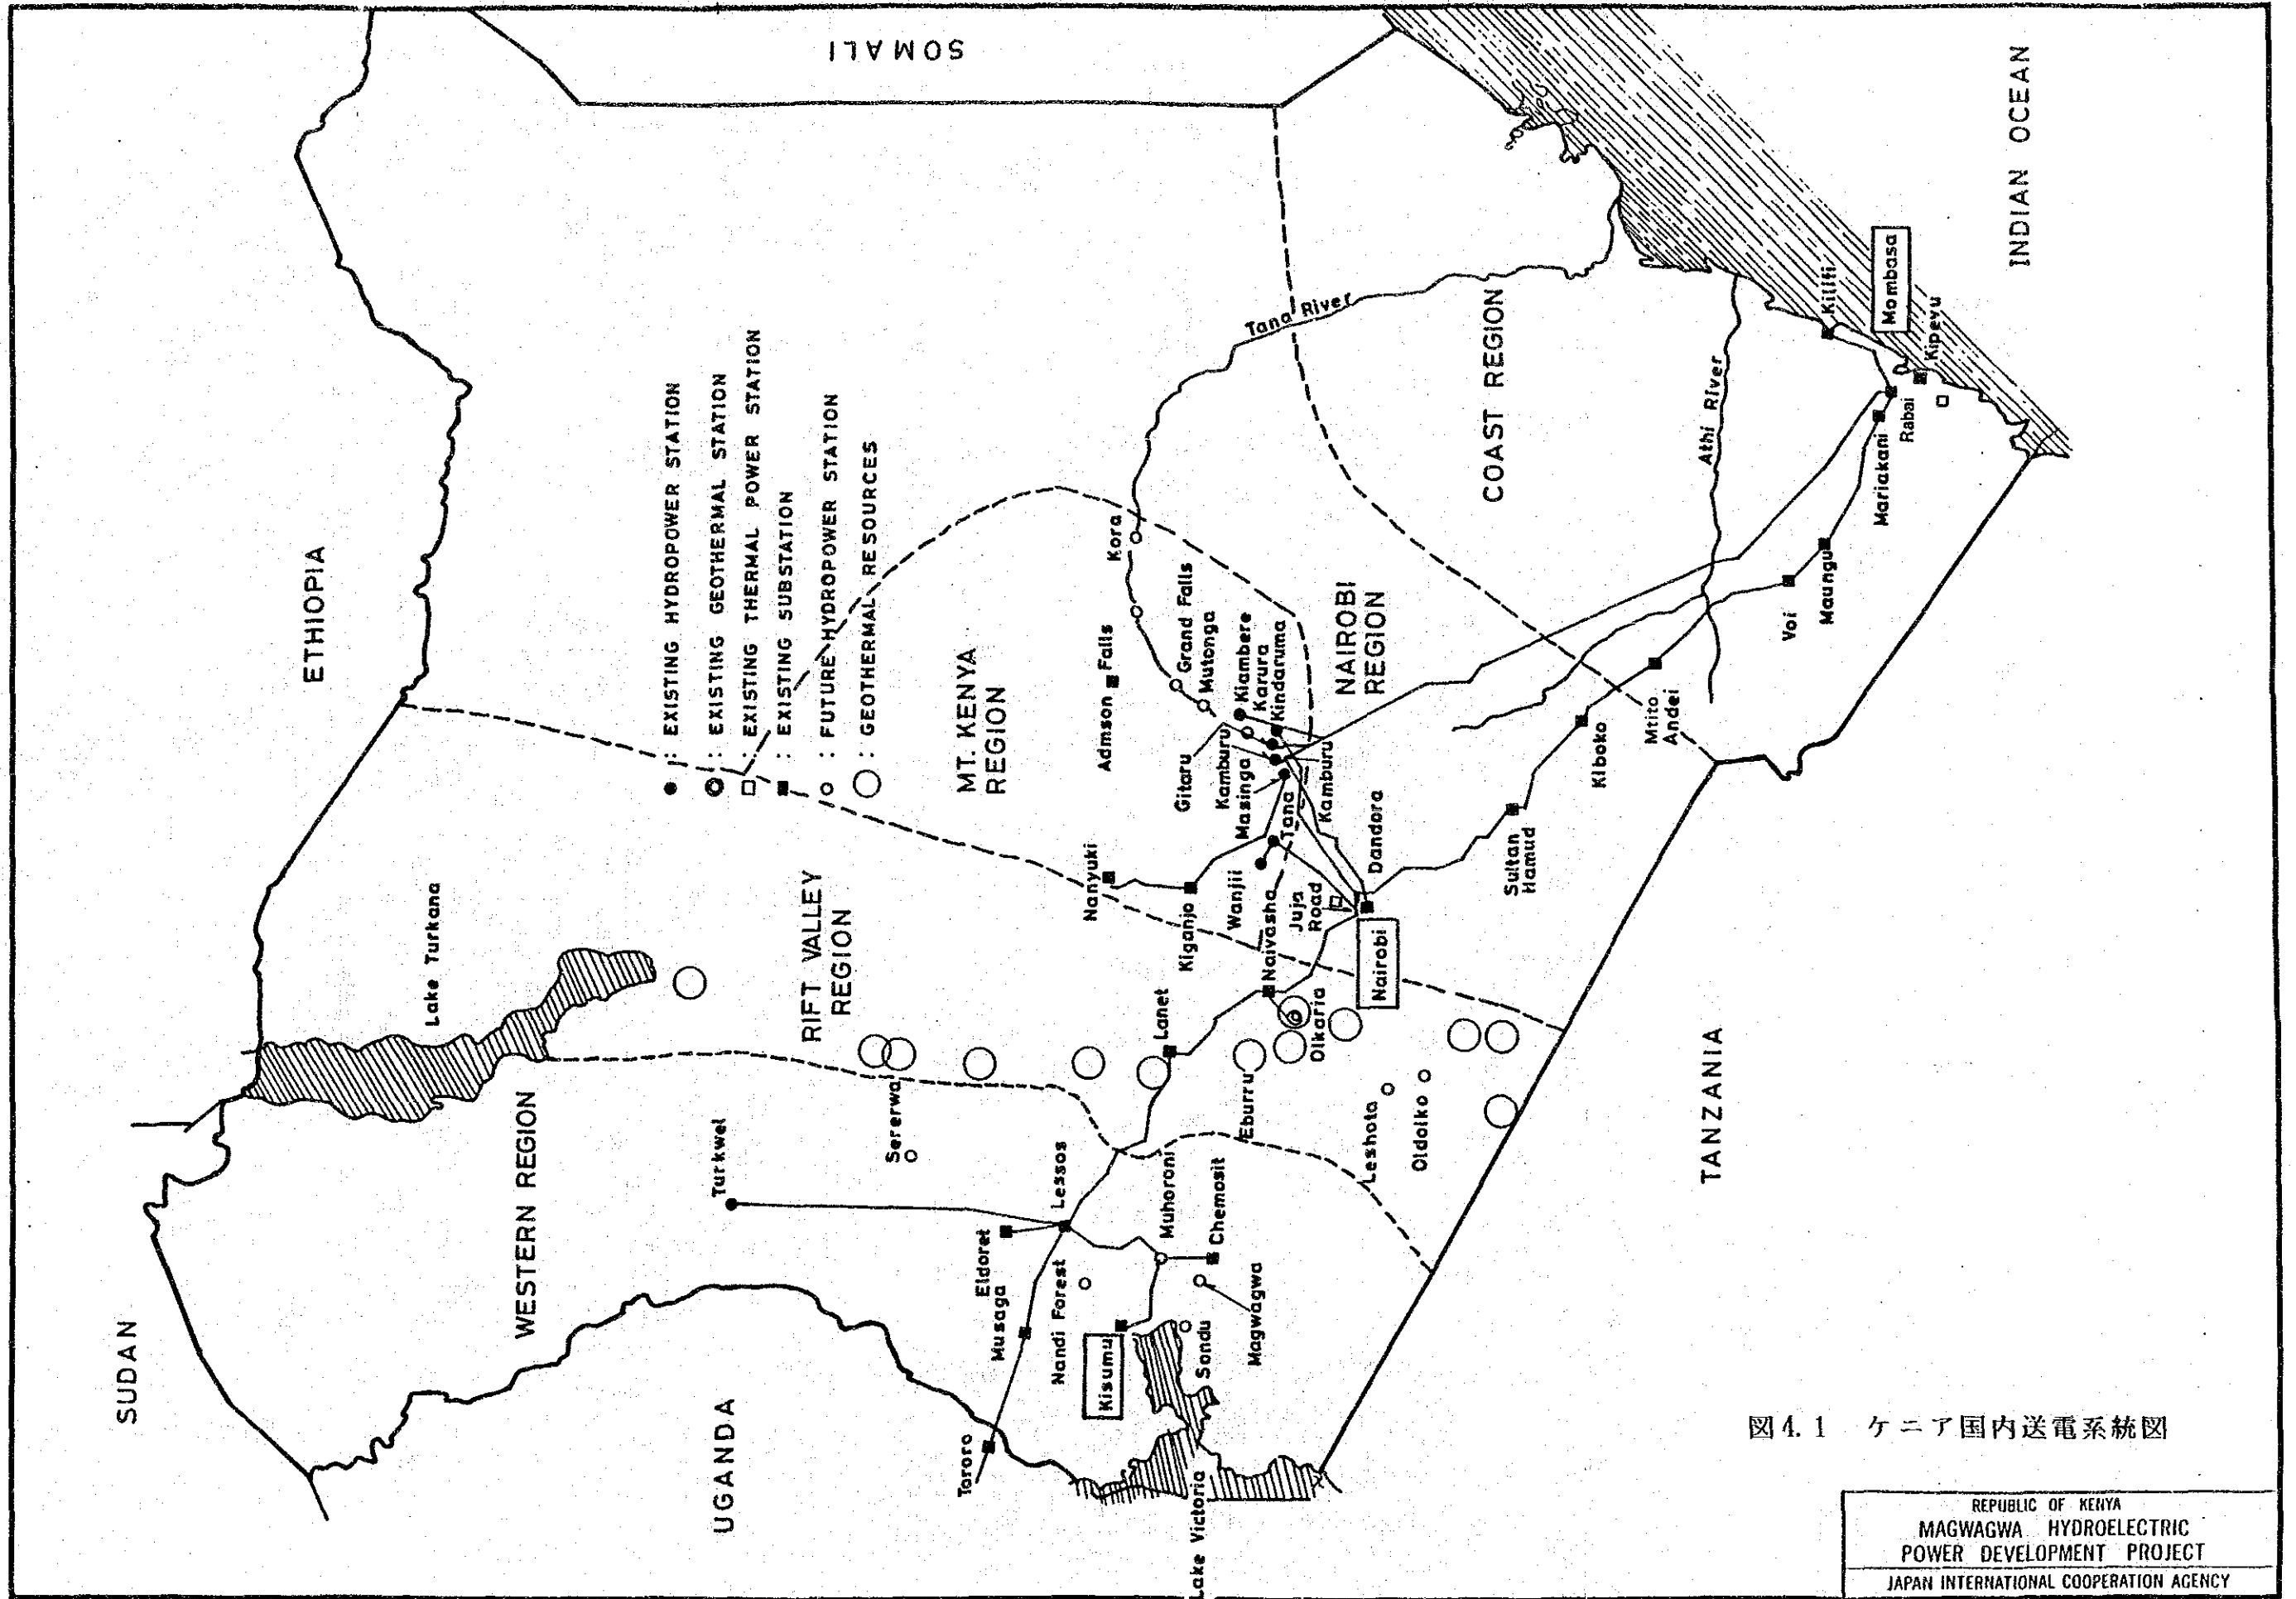 SUDAN
ETHIOPIA
SOMALI
UGANDA
TANZANIA
INDIAN OCEAN
WESTERN REGION
RIFT VALLEY
REGION
MT. KENYA
REGION
NAIROBI
REGION
COAST REGION
● : EXISTING HYDROPOWER STATION
◎ : EXISTING GEOTHERMAL STATION
□ : EXISTING THERMAL POWER STATION
■ : EXISTING SUBSTATION
○ : FUTURE HYDROPOWER STATION
◯ : GEOTHERMAL RESOURCES
Lake Turkana
Turkwel
Sererwa
Eldoret
Musaga
Lessos
Nandi Forest
Tororo
Kisumu
Muhoroni
Chemosit
Sondu
Magwagwa
Lake Victoria
Lanet
Eburru
Olkaria
Naivasha
Leshota
Oldoiko
Nanyuki
Kiganjo
Wanjii
Tana
Juja
Road
Dandora
Nairobi
Admson Falls
Kora
Grand Falls
Mutonga
Kiambere
Karura
Kindaruma
Gitaru
Kamburu
Masinga
Kamburu
Tana River
Athi River
Sultan
Hamud
Kiboko
Mtito
Andei
Voi
Maungu
Mariakani
Rabai
Kilifi
Mombasa
Kipevu
図4.1 ケニア国内送電系統図
REPUBLIC OF KENYA
MAGWAGWA HYDROELECTRIC
POWER DEVELOPMENT PROJECT
JAPAN INTERNATIONAL COOPERATION AGENCY